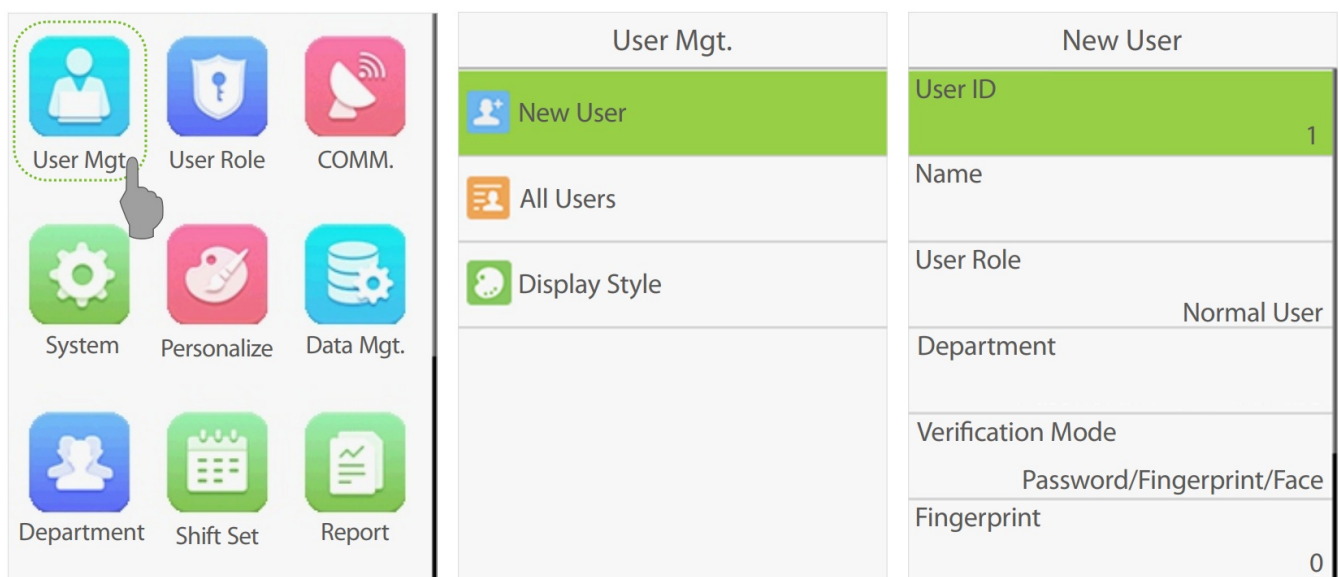 User Mgt.
User Role
COMM.
System
Personalize
Data Mgt.
Department
Shift Set
Report
User Mgt.
New User
All Users
Display Style
New User
User ID
1
Name
User Role
Normal User
Department
Verification Mode
Password/Fingerprint/Face
Fingerprint
0